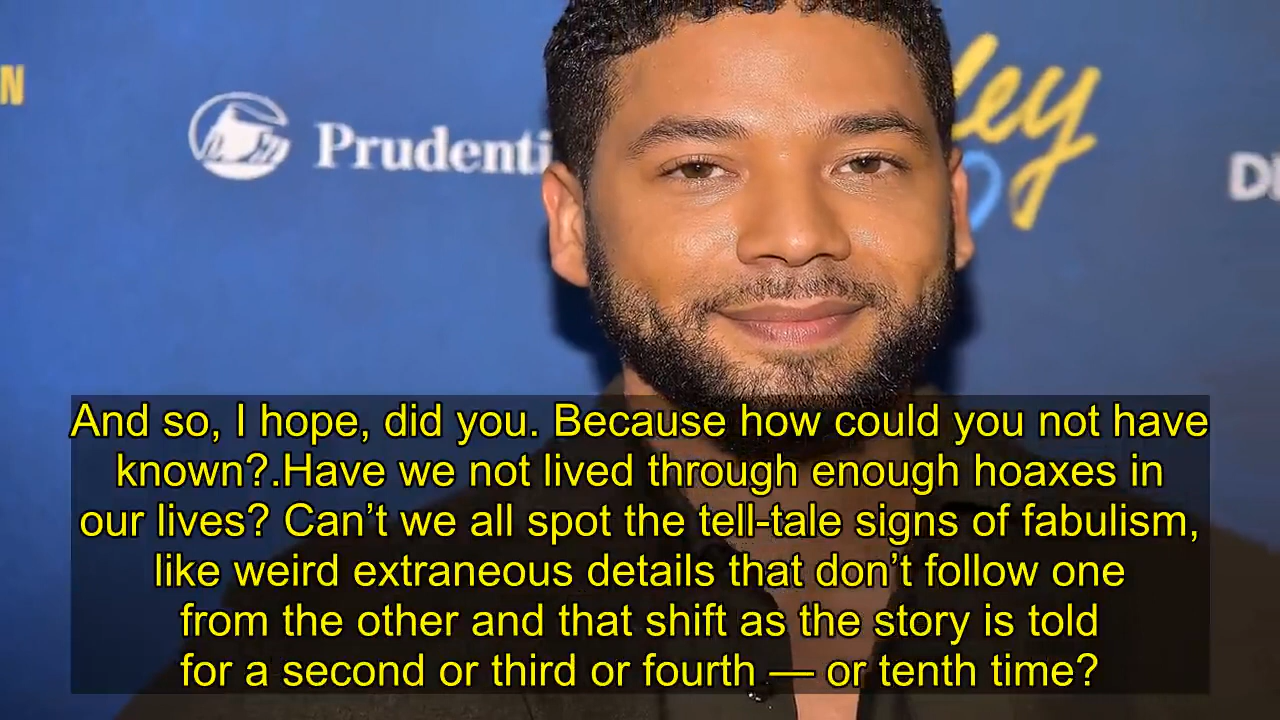 N
Prudenti
ley
D
And so, I hope, did you. Because how could you not have
known?.Have we not lived through enough hoaxes in
our lives? Can’t we all spot the tell-tale signs of fabulism,
like weird extraneous details that don’t follow one
from the other and that shift as the story is told
for a second or third or fourth — or tenth time?